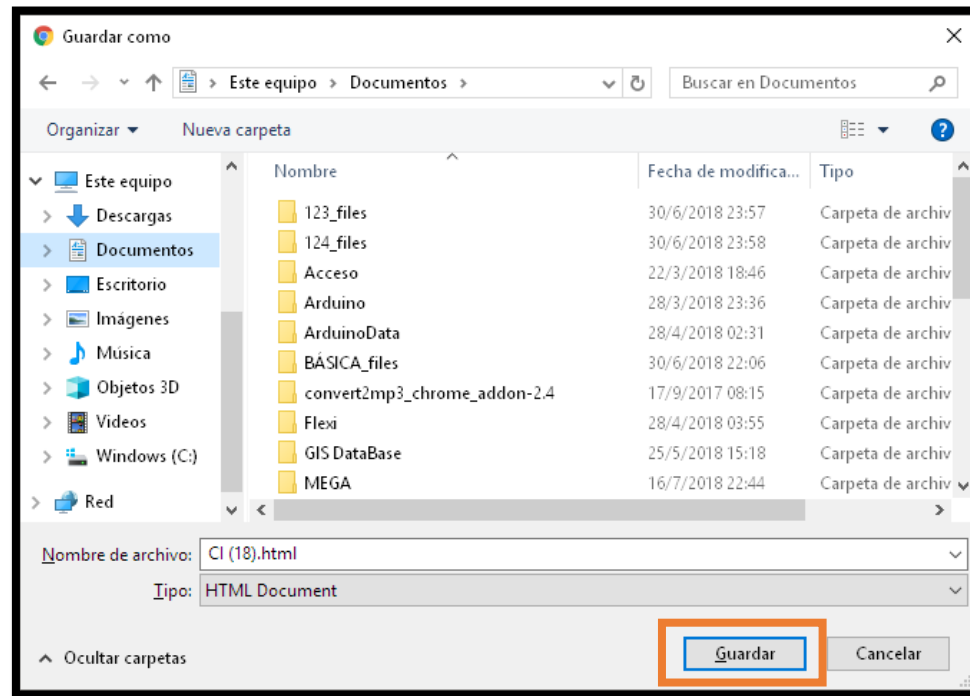 Guardar como
Este equipo > Documentos >
Buscar en Documentos
Organizar
Nueva carpeta
?
Nombre
Fecha de modifica...
Tipo
Este equipo
Descargas
Documentos
Escritorio
Imágenes
Música
Objetos 3D
Videos
Windows (C:)
Red
123_files 30/6/2018 23:57 Carpeta de archiv
124_files 30/6/2018 23:58 Carpeta de archiv
Acceso 22/3/2018 18:46 Carpeta de archiv
Arduino 28/3/2018 23:36 Carpeta de archiv
ArduinoData 28/4/2018 02:31 Carpeta de archiv
BÁSICA_files 30/6/2018 22:06 Carpeta de archiv
convert2mp3_chrome_addon-2.4 17/9/2017 08:15 Carpeta de archiv
Flexi 28/4/2018 03:55 Carpeta de archiv
GIS DataBase 25/5/2018 15:18 Carpeta de archiv
MEGA 16/7/2018 22:44 Carpeta de archiv
Nombre de archivo: CI (18).html
Tipo: HTML Document
Ocultar carpetas
Guardar
Cancelar